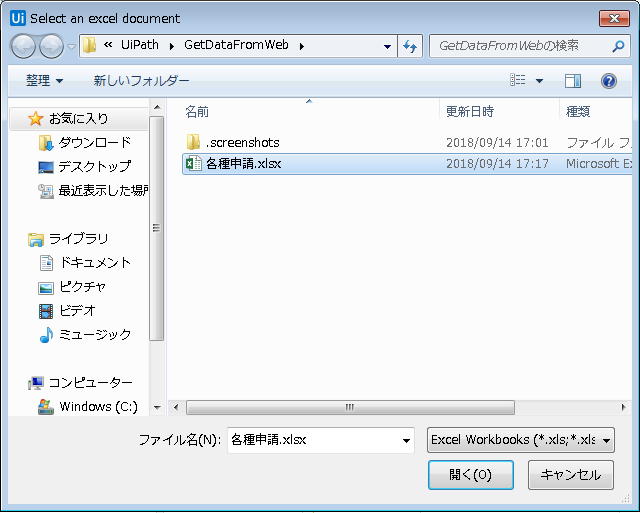 Ui Select an excel document
« UiPath GetDataFromWeb
GetDataFromWebの検索
整理 新しいフォルダー
お気に入り
ダウンロード
デスクトップ
最近表示した場所
ライブラリ
ドキュメント
ピクチャ
ビデオ
ミュージック
コンピューター
Windows (C:)
名前 更新日時 種類
.screenshots 2018/09/14 17:01 ファイル フ
各種申請.xlsx 2018/09/14 17:17 Microsoft E
ファイル名(N): 各種申請.xlsx
Excel Workbooks (*.xls;*.xls
開く(O) キャンセル